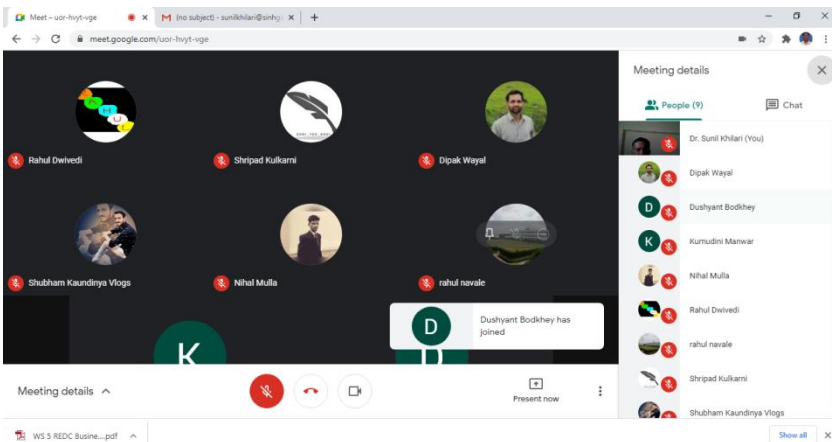 Meet – uor-hvyt-vge
M (no subject) - sunilkhilari@sinhg
meet.google.com/uor-hvyt-vge
Meeting details
People (9)
Chat
Rahul Dwivedi
Shripad Kulkarni
Dipak Wayal
Shubham Kaundinya Vlogs
Nihal Mulla
rahul navale
K
D
D
Dushyant Bodkhey has
joined
Dr. Sunil Khilari (You)
Dipak Wayal
D
Dushyant Bodkhey
K
Kumudini Manwar
Nihal Mulla
Rahul Dwivedi
rahul navale
Shripad Kulkarni
Shubham Kaundinya Vlogs
Meeting details
Present now
WS 5 REDC Busine....pdf
Show all